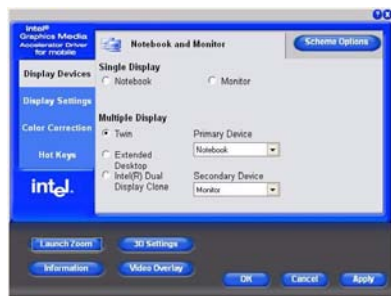 Intel®
Graphics Media
Accelerator Driver
for mobile
Notebook and Monitor
Scheme Options
Display Devices
Display Settings
Color Correction
Hot Keys
intel.
Single Display
Notebook
Monitor
Multiple Display
Twin
Primary Device
Notebook
Extended
Desktop
Intel(R) Dual
Display Clone
Secondary Device
Monitor
Launch Zoom
3D Settings
Information
Video Overlay
OK
Cancel
Apply